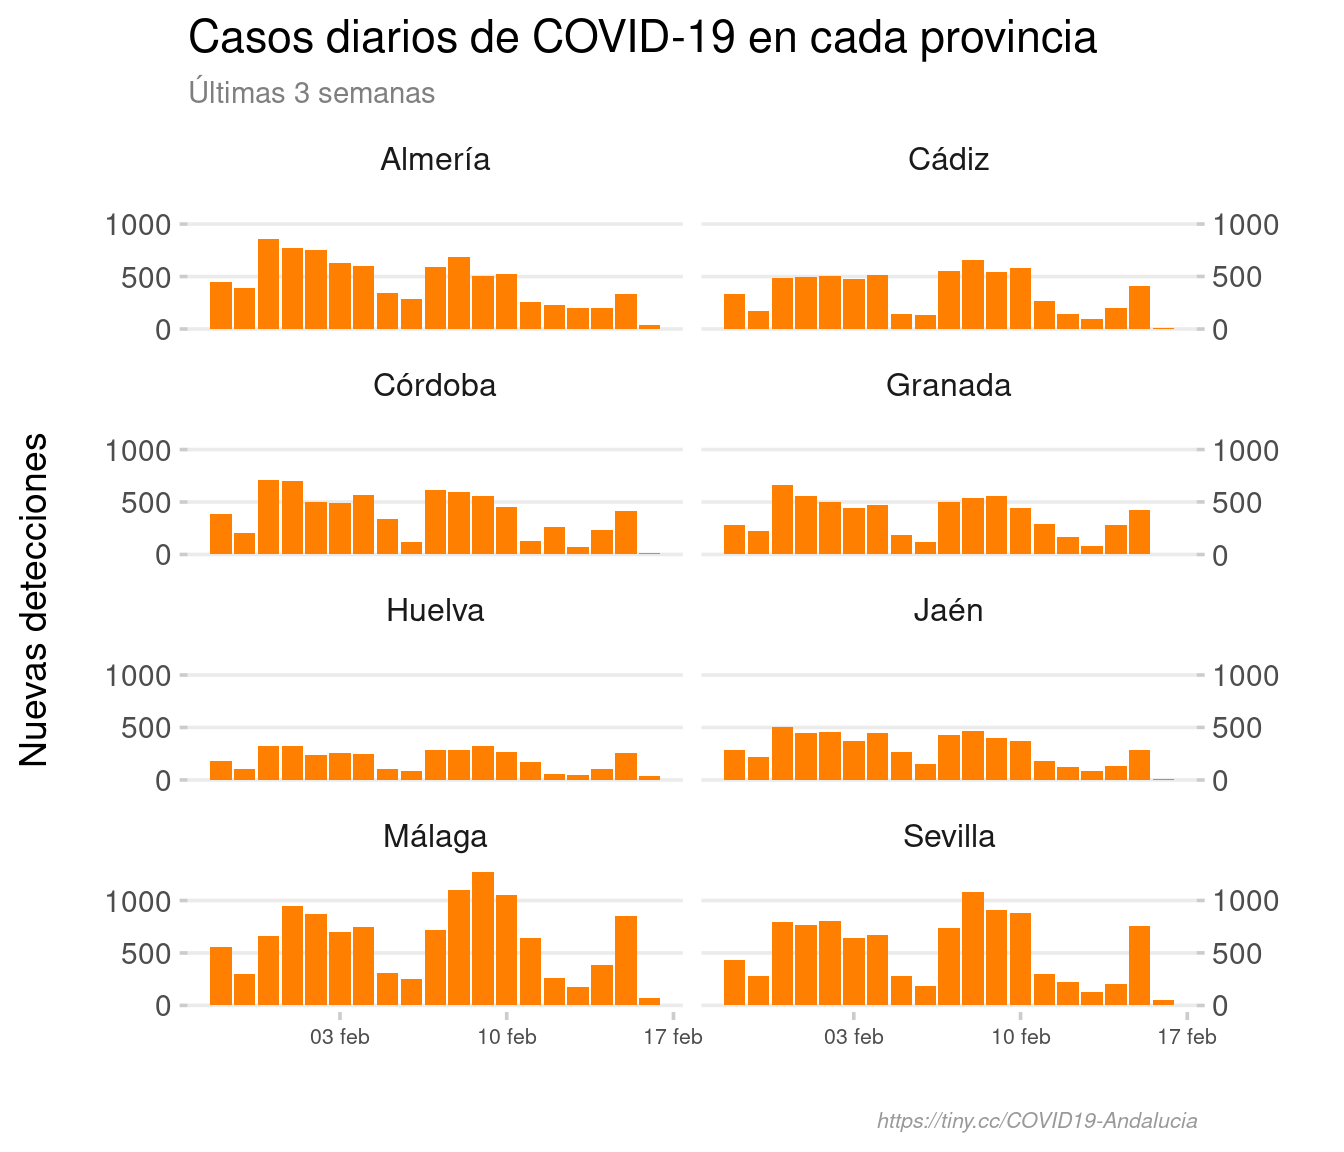 Casos diarios de COVID-19 en cada provincia
Últimas 3 semanas
Almería
Cádiz
1000
500
0
1000
500
0
Córdoba
Granada
1000
500
0
1000
500
0
Nuevas detecciones
Huelva
Jaén
1000
500
0
1000
500
0
Málaga
Sevilla
1000
500
0
1000
500
0
03 feb 10 feb 17 feb
03 feb 10 feb 17 feb
https://tiny.cc/COVID19-Andalucia